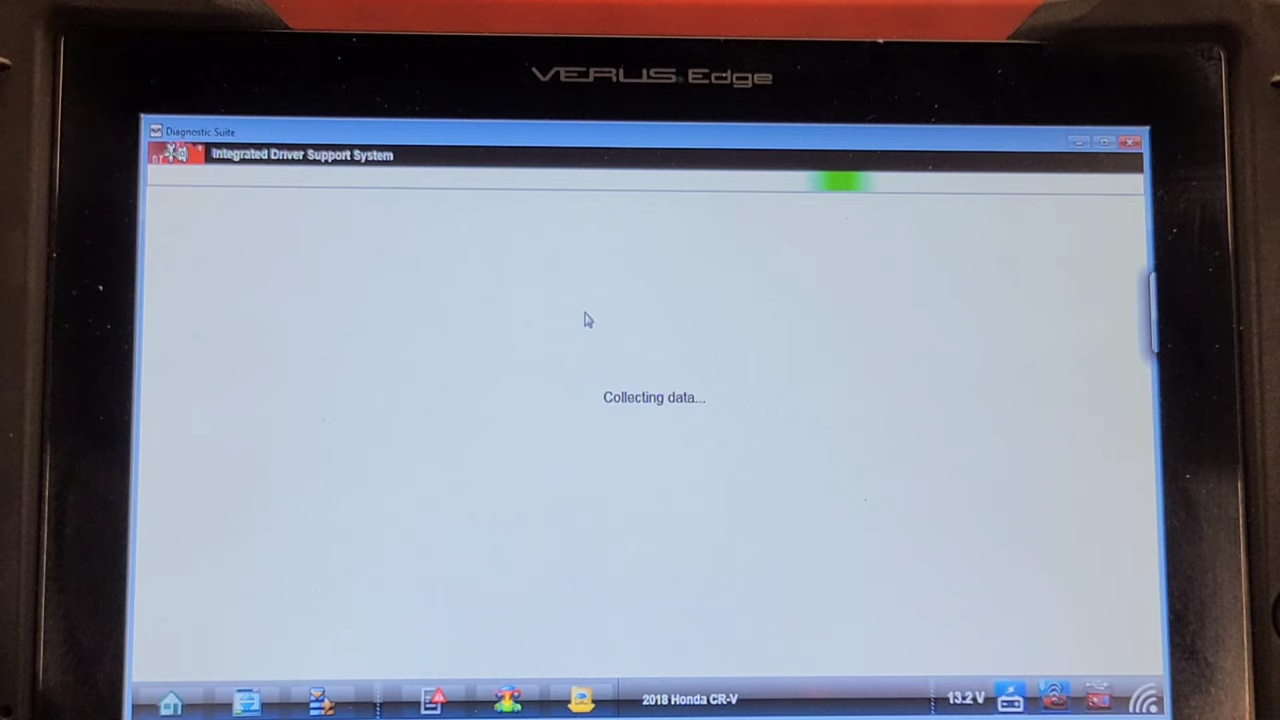 VERUS Edge
Diagnostic Suite
Integrated Driver Support System
Collecting data...
2018 Honda CR-V
13.2 V